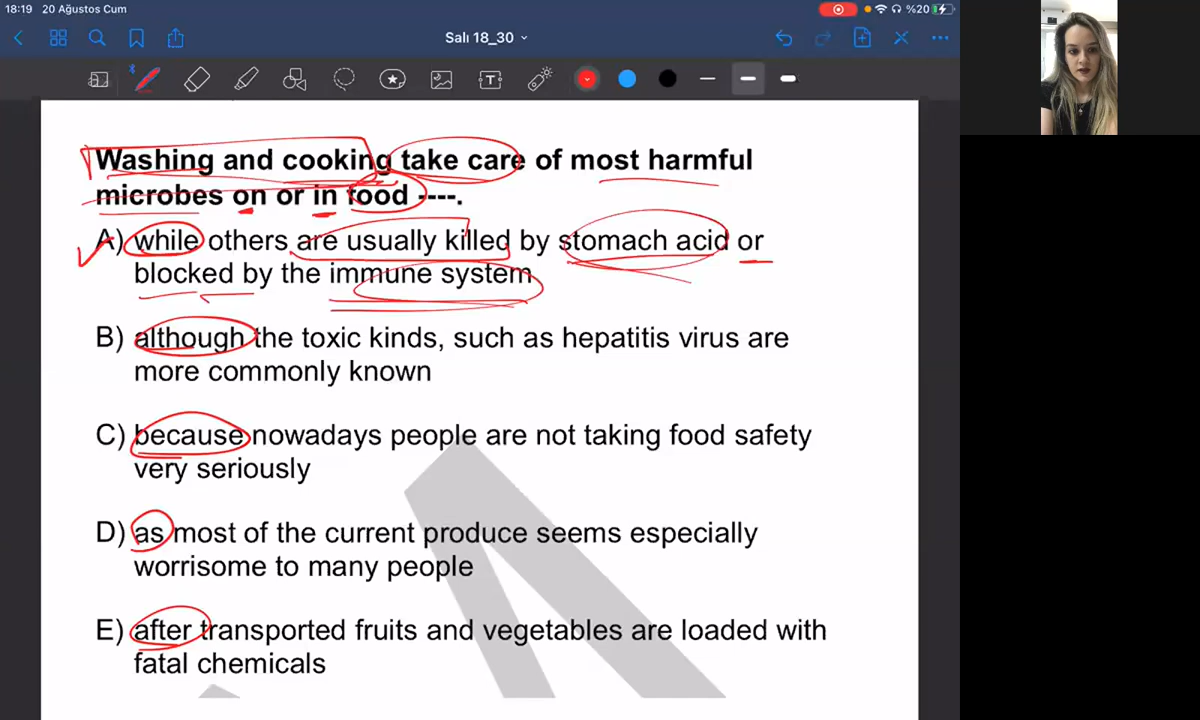 18:19 20 Ağustos Cum
%20
Salı 18_30
Washing and cooking take care of most harmful
microbes on or in food ----.
A) while others are usually killed by stomach acid or
blocked by the immune system
B) although the toxic kinds, such as hepatitis virus are
more commonly known
C) because nowadays people are not taking food safety
very seriously
D) as most of the current produce seems especially
worrisome to many people
E) after transported fruits and vegetables are loaded with
fatal chemicals